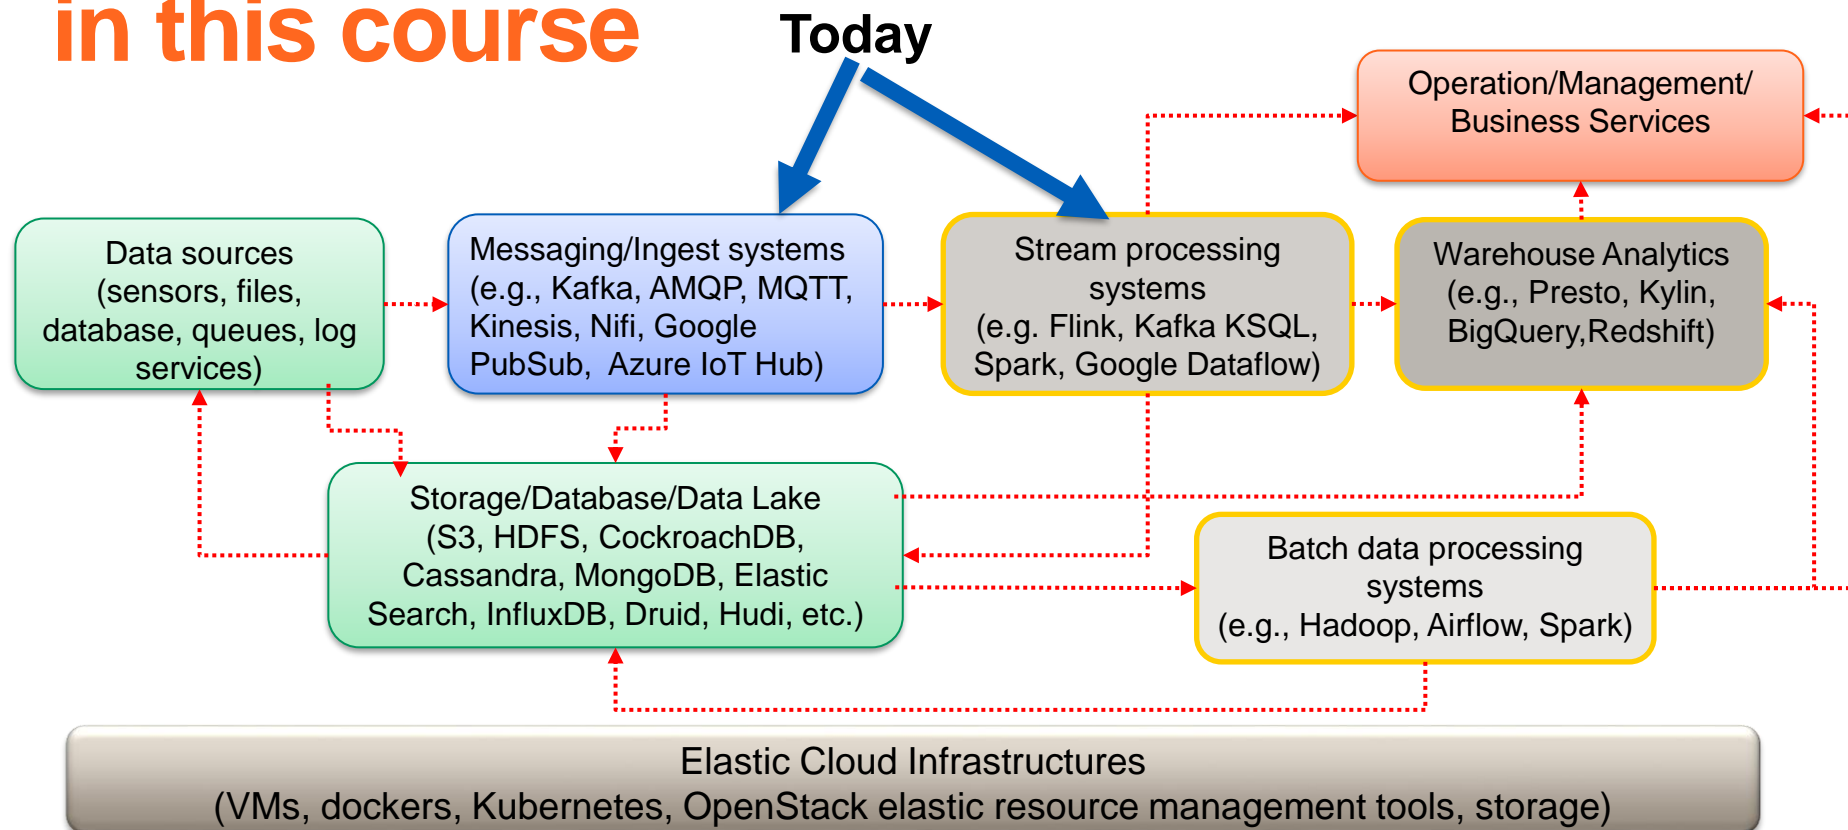 in this course
Today
Operation/Management/
Business Services
Data sources
(sensors, files,
database, queues, log
services)
Messaging/Ingest systems
(e.g., Kafka, AMQP, MQTT,
Kinesis, Nifi, Google
PubSub, Azure IoT Hub)
Stream processing
systems
(e.g. Flink, Kafka KSQL,
Spark, Google Dataflow)
Warehouse Analytics
(e.g., Presto, Kylin,
BigQuery,Redshift)
Storage/Database/Data Lake
(S3, HDFS, CockroachDB,
Cassandra, MongoDB, Elastic
Search, InfluxDB, Druid, Hudi, etc.)
Batch data processing
systems
(e.g., Hadoop, Airflow, Spark)
Elastic Cloud Infrastructures
(VMs, dockers, Kubernetes, OpenStack elastic resource management tools, storage)